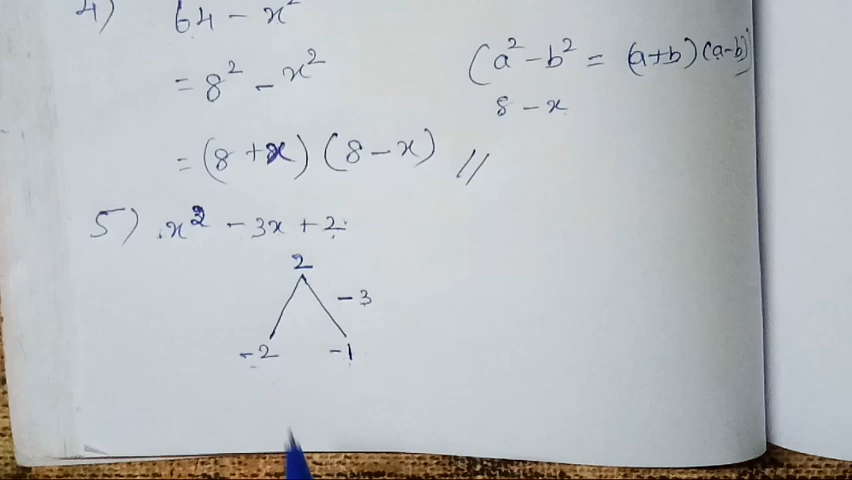 4) 64 - x²
= 8² - x²
(a² - b² = (a+b)(a-b)
8 - x
= (8 + x) (8 - x) //
5) x² - 3x + 2
2
-3
-2 -1